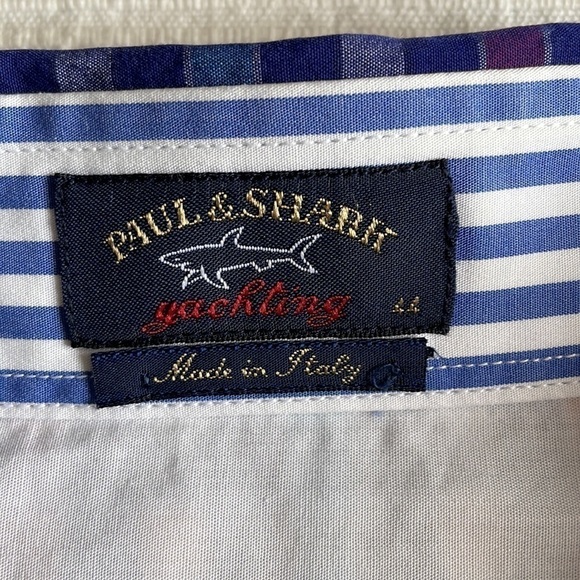 PAUL & SHARK
yachting 44
Made in Italy